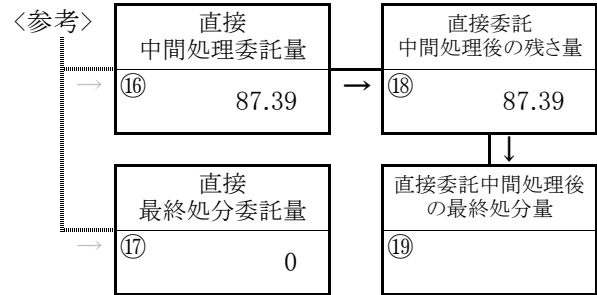 〈参考〉
直接
中間処理委託量
→
⑯
87.39
→
直接委託
中間処理後の残さ量
⑱
87.39
↓
直接
最終処分委託量
→
⑰
0
直接委託中間処理後
の最終処分量
⑲